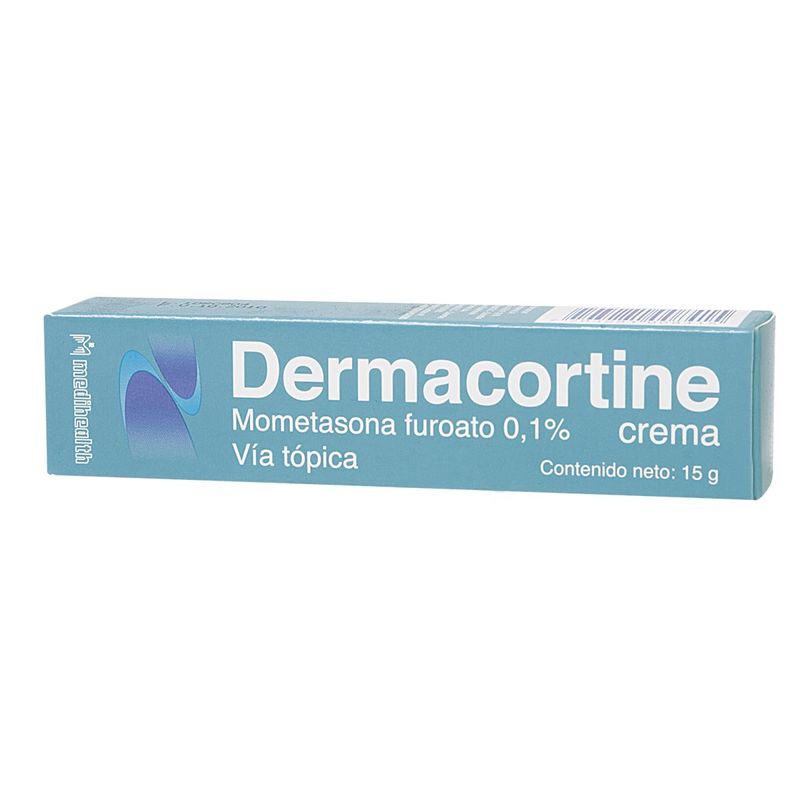 medihealth
Dermacortine
Mometasona furoato 0,1% crema
Vía tópica
Contenido neto: 15 g